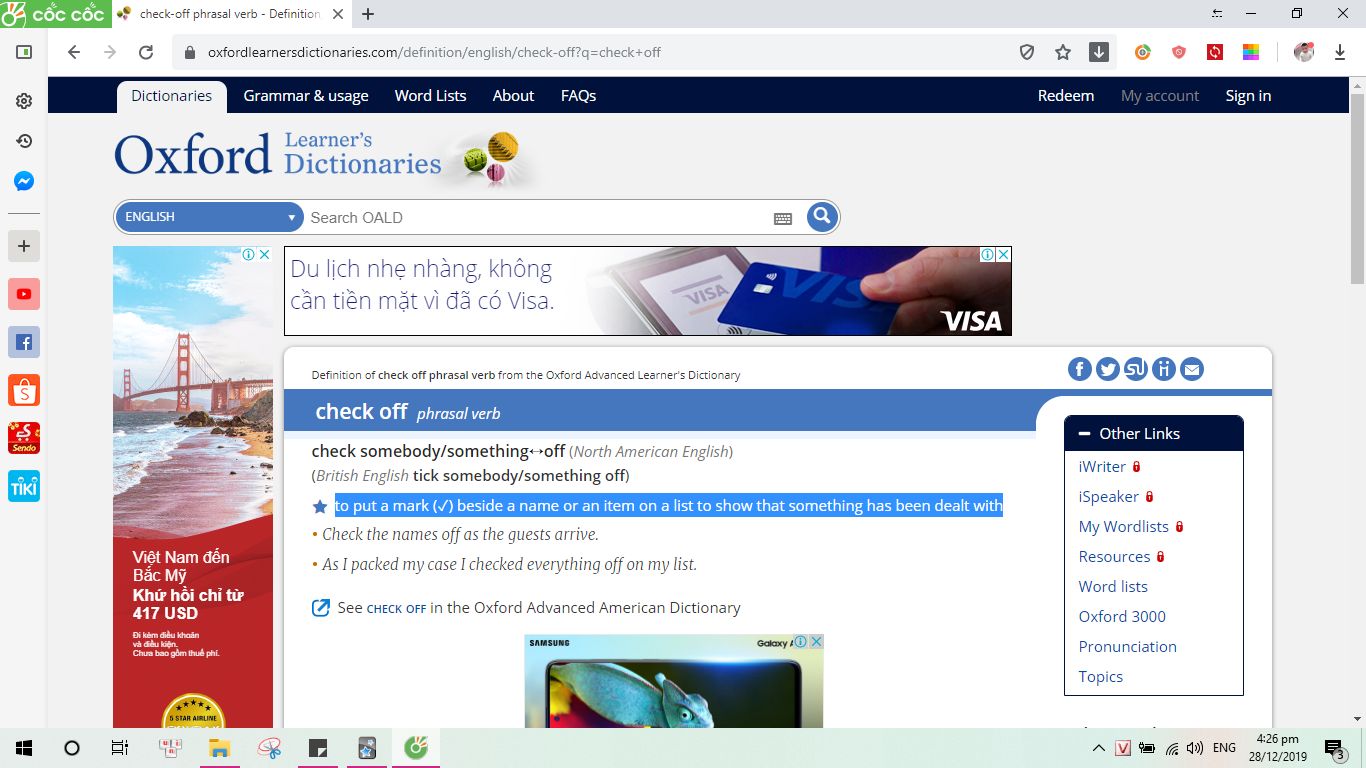 cốc cốc
check-off phrasal verb - Definition
oxfordlearnersdictionaries.com/definition/english/check-off?q=check+off
Dictionaries Grammar & usage Word Lists About FAQs Redeem My account Sign in
Oxford Learner's Dictionaries
ENGLISH Search OALD
Du lịch nhẹ nhàng, không
cần tiền mặt vì đã có Visa.
VISA
VISA
Definition of check off phrasal verb from the Oxford Advanced Learner's Dictionary
check off phrasal verb
check somebody/something↔off (North American English)
(British English tick somebody/something off)
to put a mark (✓) beside a name or an item on a list to show that something has been dealt with
• Check the names off as the guests arrive.
• As I packed my case I checked everything off on my list.
See CHECK OFF in the Oxford Advanced American Dictionary
SAMSUNG Galaxy
Other Links
iWriter
iSpeaker
My Wordlists
Resources
Word lists
Oxford 3000
Pronunciation
Topics
Việt Nam đến
Bắc Mỹ
Khứ hồi chỉ từ
417 USD
Đi kèm điều khoản
và điều kiện.
Chưa bao gồm thuế phí.
5 STAR AIRLINE
Sendo
TIKI
ENG
4:26 pm
28/12/2019
3